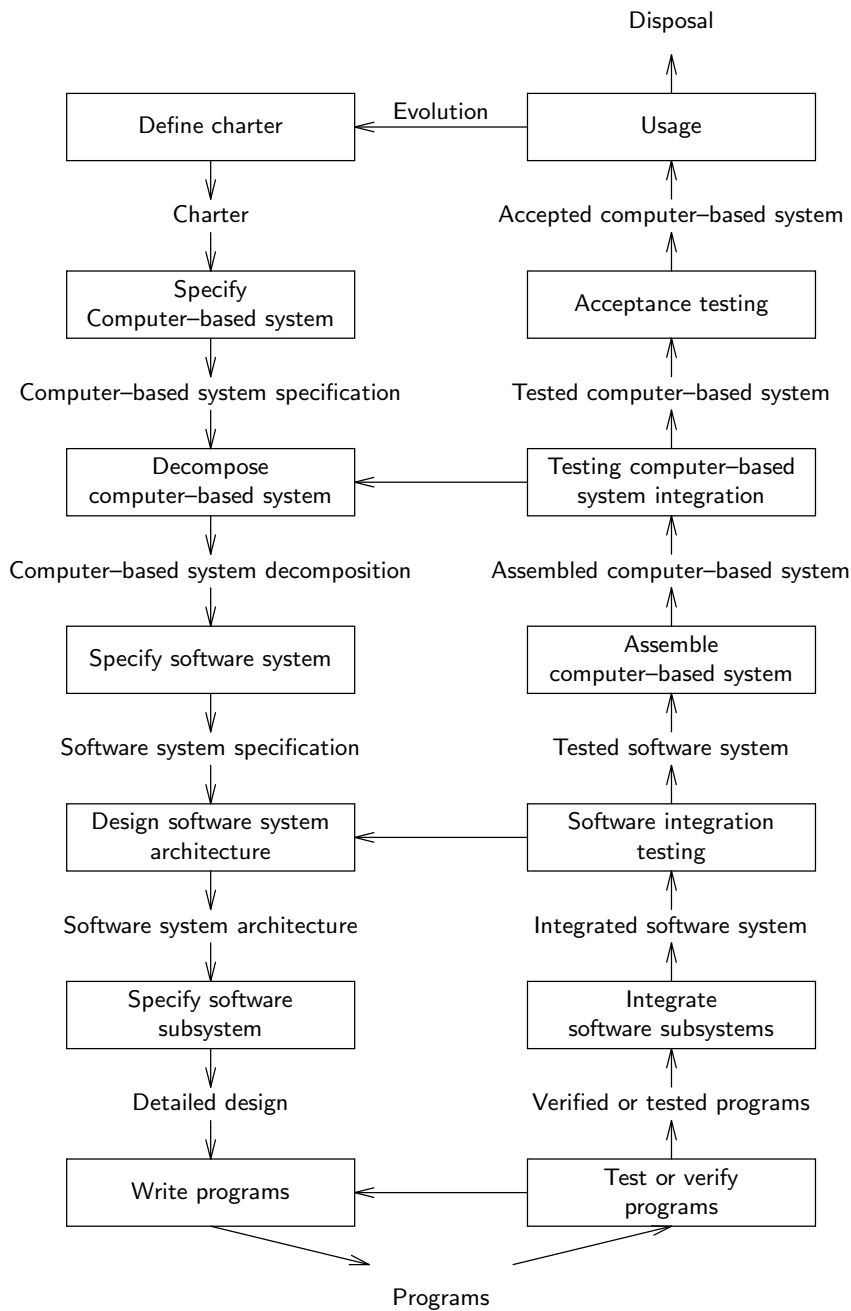 Disposal
Define charter
Evolution
Usage
Charter
Accepted computer–based system
Specify
Computer–based system
Acceptance testing
Computer–based system specification
Tested computer–based system
Decompose
computer–based system
Testing computer–based
system integration
Computer–based system decomposition
Assembled computer–based system
Specify software system
Assemble
computer–based system
Software system specification
Tested software system
Design software system
architecture
Software integration
testing
Software system architecture
Integrated software system
Specify software
subsystem
Integrate
software subsystems
Detailed design
Verified or tested programs
Write programs
Test or verify
programs
Programs